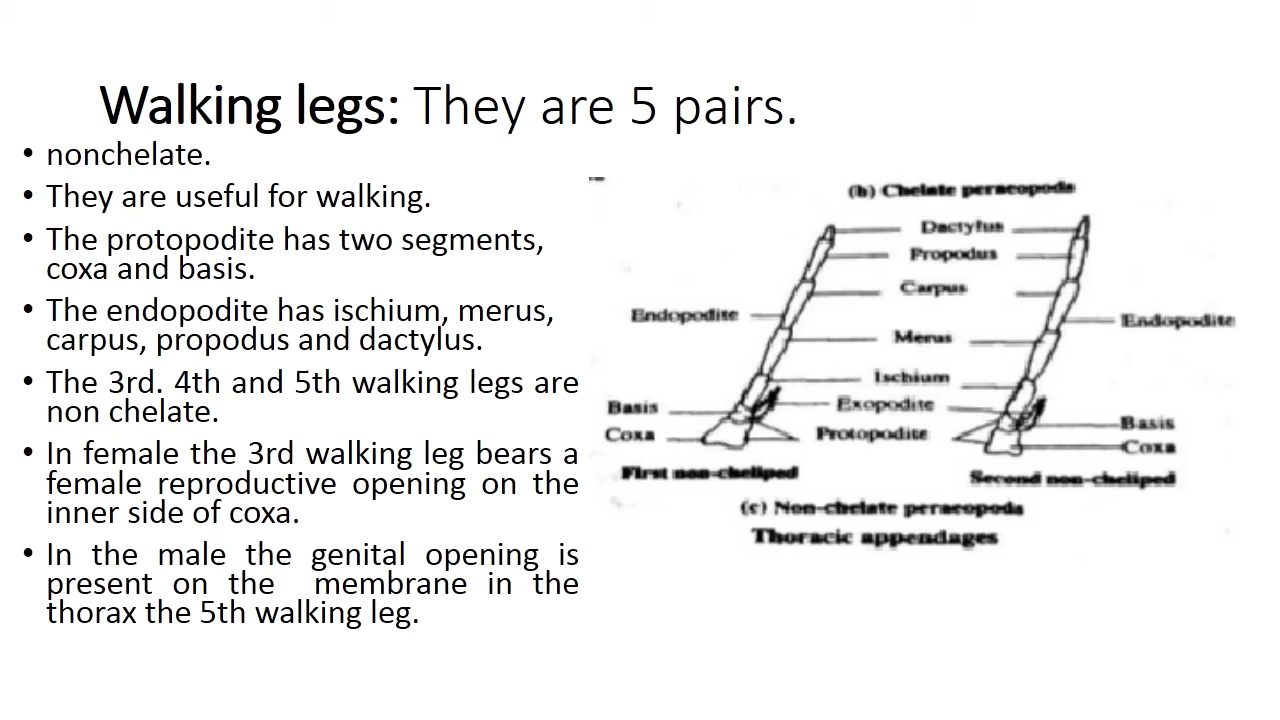 Walking legs: They are 5 pairs.
• nonchelate.
• They are useful for walking.
• The protopodite has two segments,
coxa and basis.
• The endopodite has ischium, merus,
carpus, propodus and dactylus.
• The 3rd. 4th and 5th walking legs are
non chelate.
• In female the 3rd walking leg bears a
female reproductive opening on the
inner side of coxa.
• In the male the genital opening is
present on the membrane in the
thorax the 5th walking leg.
(b) Chelate peraeopods
Dactylus
Propodus
Carpus
Endopodite
Endopodite
Merus
Ischium
Basis
Exopodite
Basis
Coxa
Protopodite
Coxa
First non-cheliped
Second non-cheliped
(c) Non-chelate peraeopods
Thoracic appendages